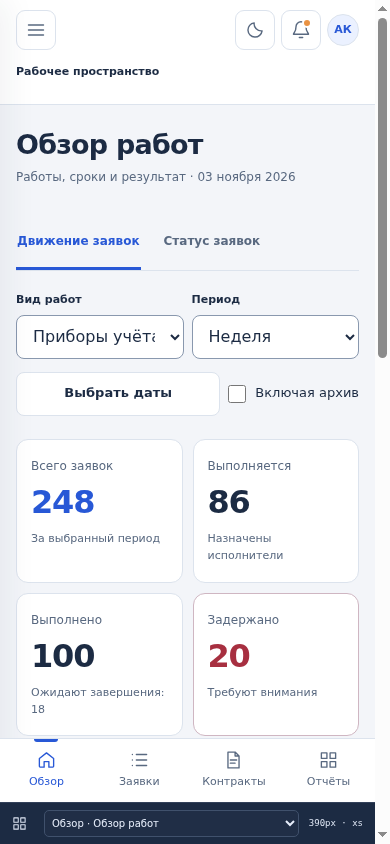 АК
Рабочее пространство
Обзор работ
Работы, сроки и результат · 03 ноября 2026
Движение заявок Статус заявок
Вид работ Период
Приборы учёта Неделя
Выбрать даты Включая архив
Всего заявок
248
За выбранный период
Выполняется
86
Назначены
исполнители
Выполнено
100
Ожидают завершения:
18
Задержано
20
Требуют внимания
Обзор Заявки Контракты Отчёты
Обзор · Обзор работ 390px · xs